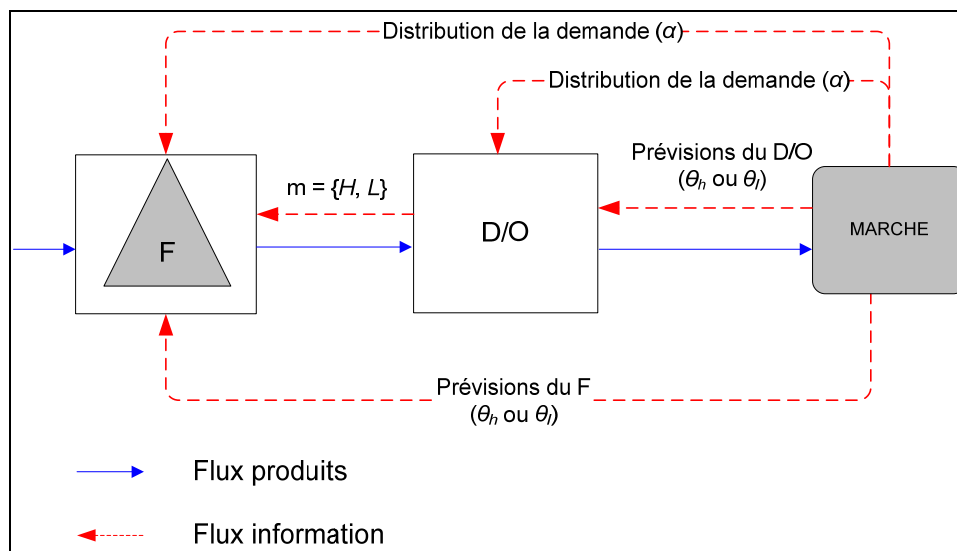 Distribution de la demande (α)
Distribution de la demande (α)
Prévisions du D/O
(θh ou θl)
m = {H, L}
F
D/O
MARCHE
Prévisions du F
(θh ou θl)
Flux produits
Flux information